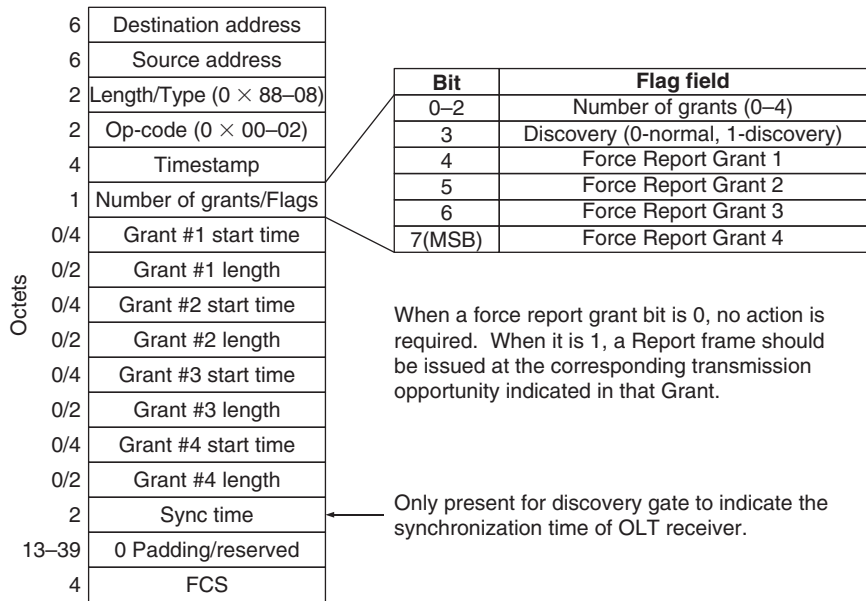 6 Destination address
6 Source address
2 Length/Type (0 × 88–08)
2 Op-code (0 × 00–02)
4 Timestamp
1 Number of grants/Flags
0/4 Grant #1 start time
0/2 Grant #1 length
0/4 Grant #2 start time
0/2 Grant #2 length
0/4 Grant #3 start time
0/2 Grant #3 length
0/4 Grant #4 start time
0/2 Grant #4 length
2 Sync time
13–39 0 Padding/reserved
4 FCS
Octets
Bit Flag field
0–2 Number of grants (0–4)
3 Discovery (0-normal, 1-discovery)
4 Force Report Grant 1
5 Force Report Grant 2
6 Force Report Grant 3
7(MSB) Force Report Grant 4
When a force report grant bit is 0, no action is
required. When it is 1, a Report frame should
be issued at the corresponding transmission
opportunity indicated in that Grant.
Only present for discovery gate to indicate the
synchronization time of OLT receiver.